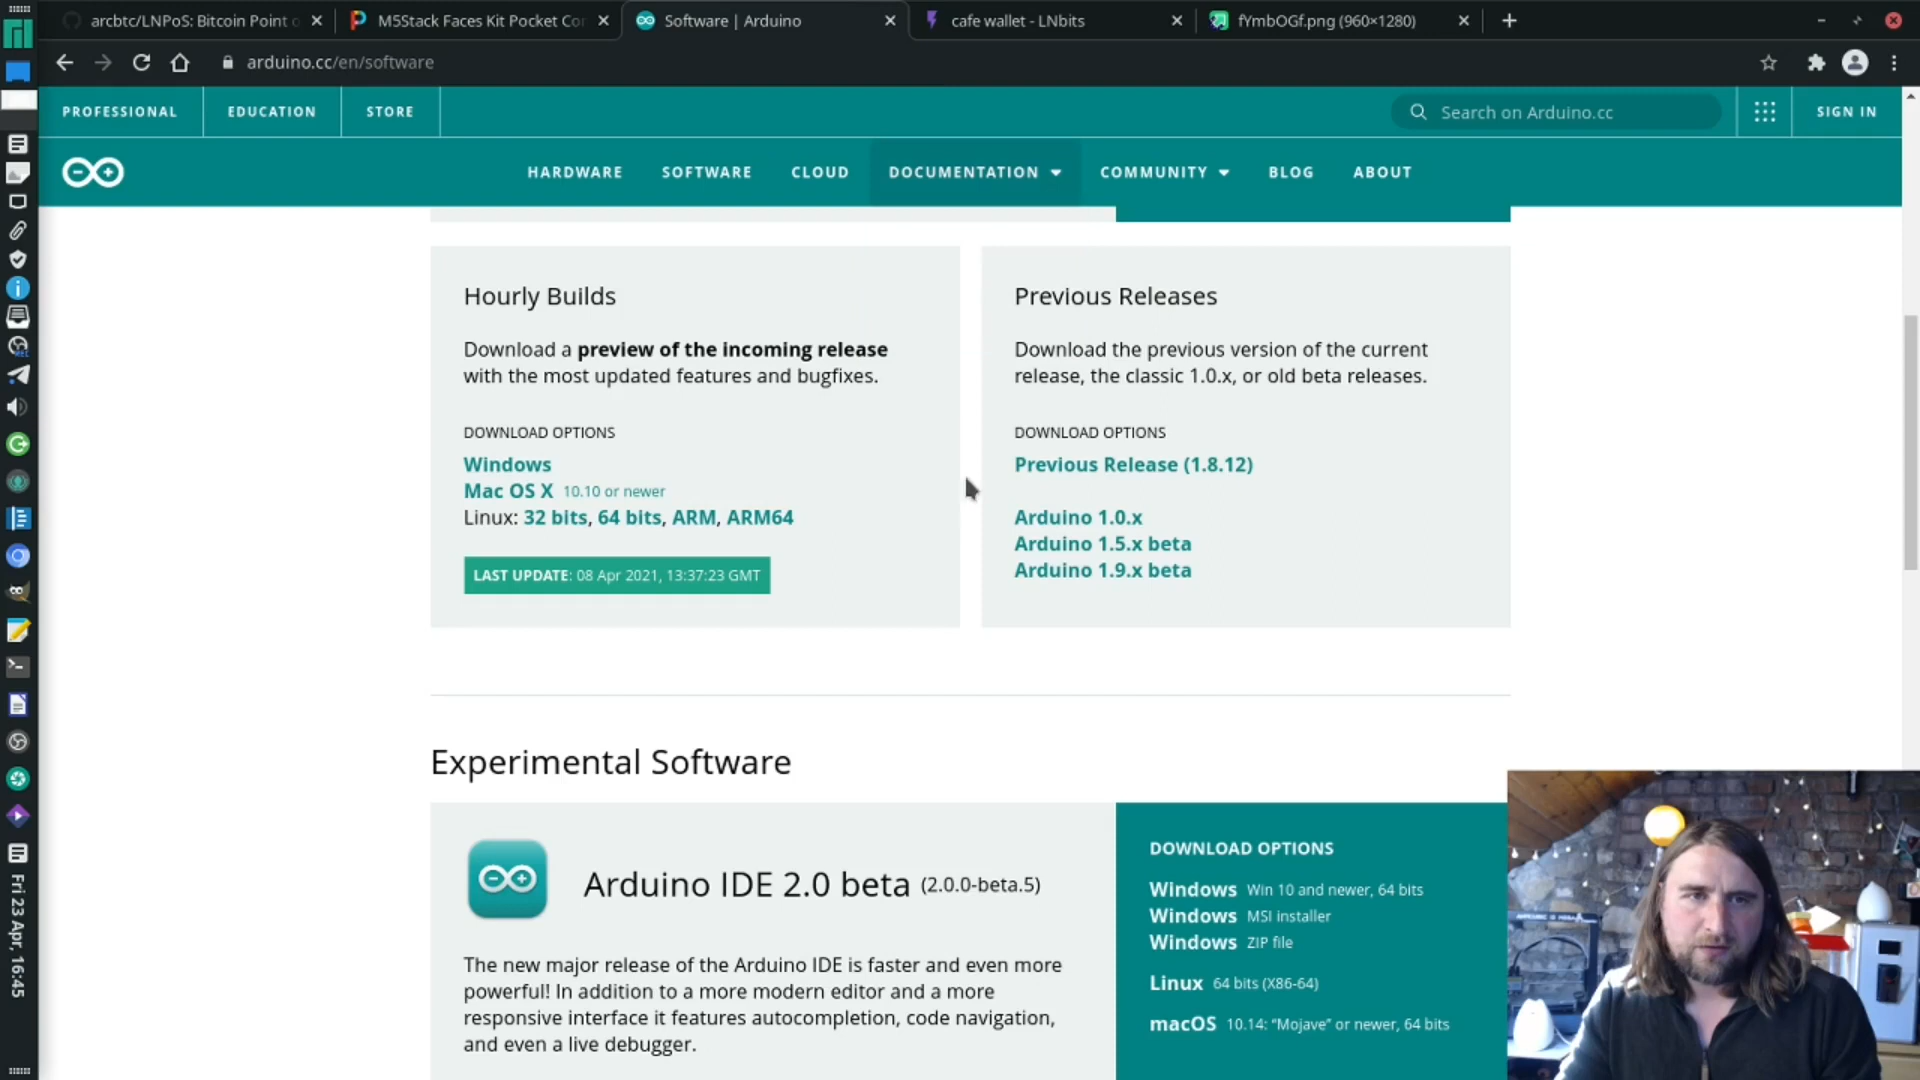 arcbtc/LNPoS: Bitcoin Point o
M5Stack Faces Kit Pocket Cor
Software | Arduino
cafe wallet - LNbits
fYmbOGf.png (960×1280)
arduino.cc/en/software
PROFESSIONAL
EDUCATION
STORE
Search on Arduino.cc
SIGN IN
HARDWARE
SOFTWARE
CLOUD
DOCUMENTATION
COMMUNITY
BLOG
ABOUT
Hourly Builds
Download a preview of the incoming release
with the most updated features and bugfixes.
DOWNLOAD OPTIONS
Windows
Mac OS X 10.10 or newer
Linux: 32 bits, 64 bits, ARM, ARM64
LAST UPDATE: 08 Apr 2021, 13:37:23 GMT
Previous Releases
Download the previous version of the current
release, the classic 1.0.x, or old beta releases.
DOWNLOAD OPTIONS
Previous Release (1.8.12)
Arduino 1.0.x
Arduino 1.5.x beta
Arduino 1.9.x beta
Experimental Software
Arduino IDE 2.0 beta (2.0.0-beta.5)
The new major release of the Arduino IDE is faster and even more
powerful! In addition to a more modern editor and a more
responsive interface it features autocompletion, code navigation,
and even a live debugger.
DOWNLOAD OPTIONS
Windows Win 10 and newer, 64 bits
Windows MSI installer
Windows ZIP file
Linux 64 bits (X86-64)
macOS 10.14: “Mojave” or newer, 64 bits
Fri 23 Apr, 16:45